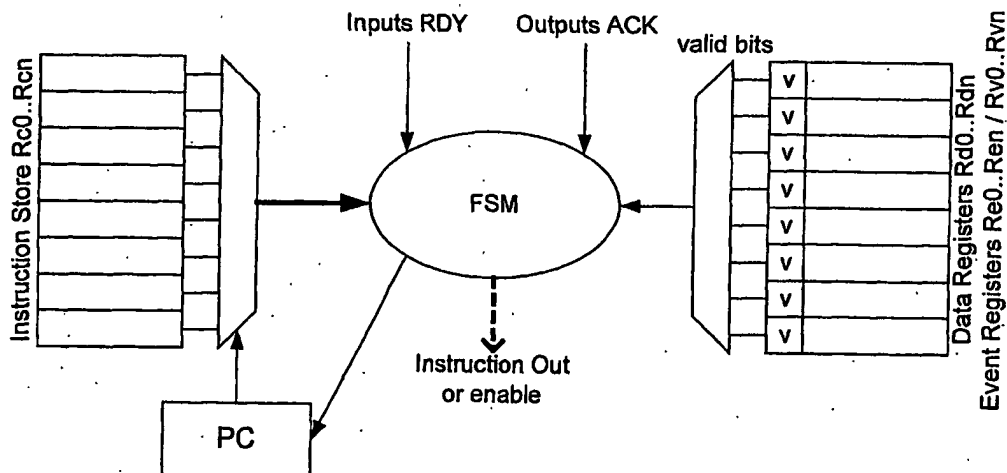 Inputs RDY
Outputs ACK
valid bits
Instruction Store Rc0..Rcn
FSM
v
v
v
v
v
v
v
v
Data Registers Rd0..Rdn
Event Registers Re0..Ren / Rv0..Rvn
Instruction Out
or enable
PC